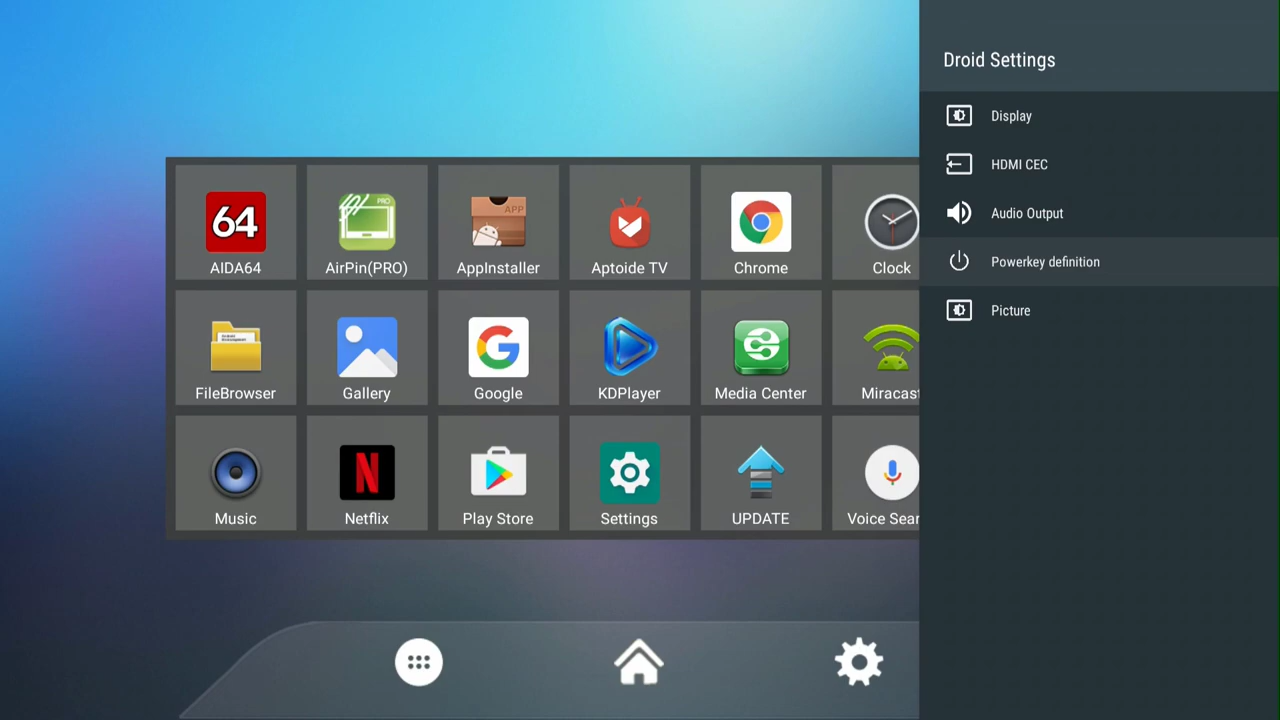 Droid Settings
Display
HDMI CEC
Audio Output
Powerkey definition
Picture
64
PRO
APP
AIDA64
AirPin(PRO)
AppInstaller
Aptoide TV
Chrome
Clock
FileBrowser
Gallery
Google
KDPlayer
Media Center
Miracast
Music
Netflix
Play Store
Settings
UPDATE
Voice Sear